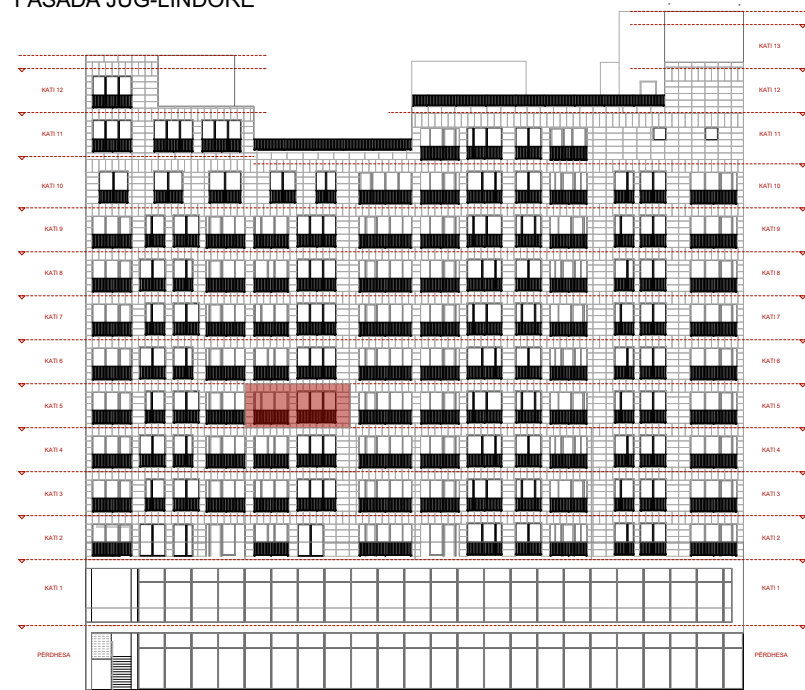 FASADA JUG-LINDORE
KATI 13
KATI 12 KATI 12
KATI 11 KATI 11
KATI 10 KATI 10
KATI 9 KATI 9
KATI 8 KATI 8
KATI 7 KATI 7
KATI 6 KATI 6
KATI 5 KATI 5
KATI 4 KATI 4
KATI 3 KATI 3
KATI 2 KATI 2
KATI 1 KATI 1
PËRDHESA PËRDHESA